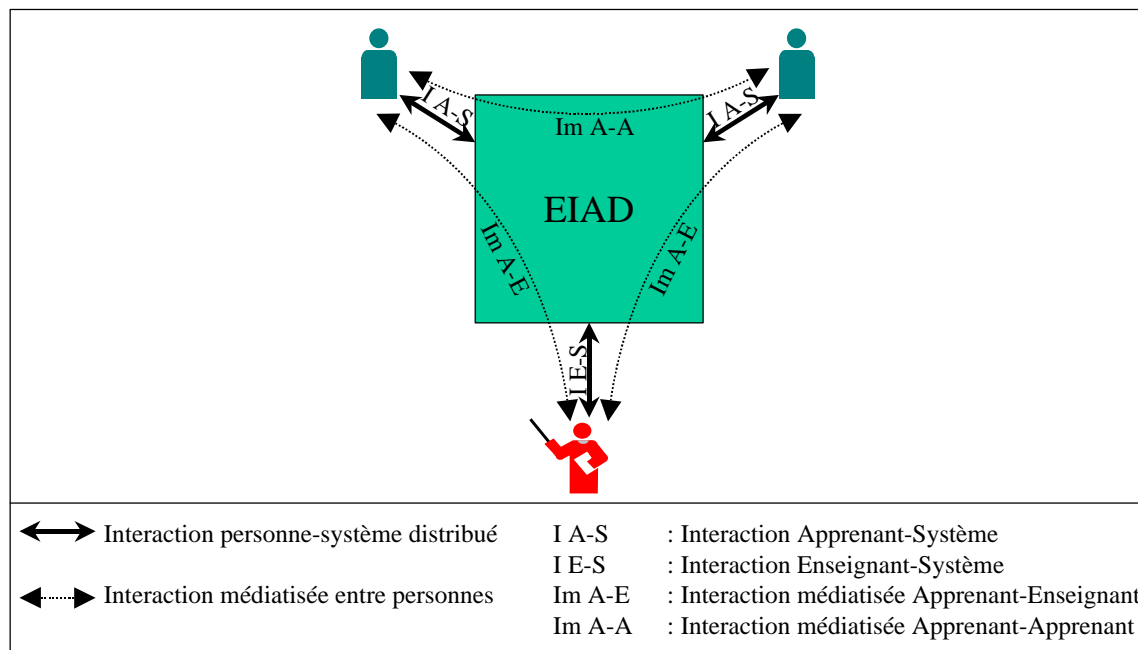 I A-S
I A-S
Im A-A
EIAD
Im A-E
Im A-E
I E-S
Interaction personne-système distribué
Interaction médiatisée entre personnes
I A-S : Interaction Apprenant-Système
I E-S : Interaction Enseignant-Système
Im A-E : Interaction médiatisée Apprenant-Enseignant
Im A-A : Interaction médiatisée Apprenant-Apprenant